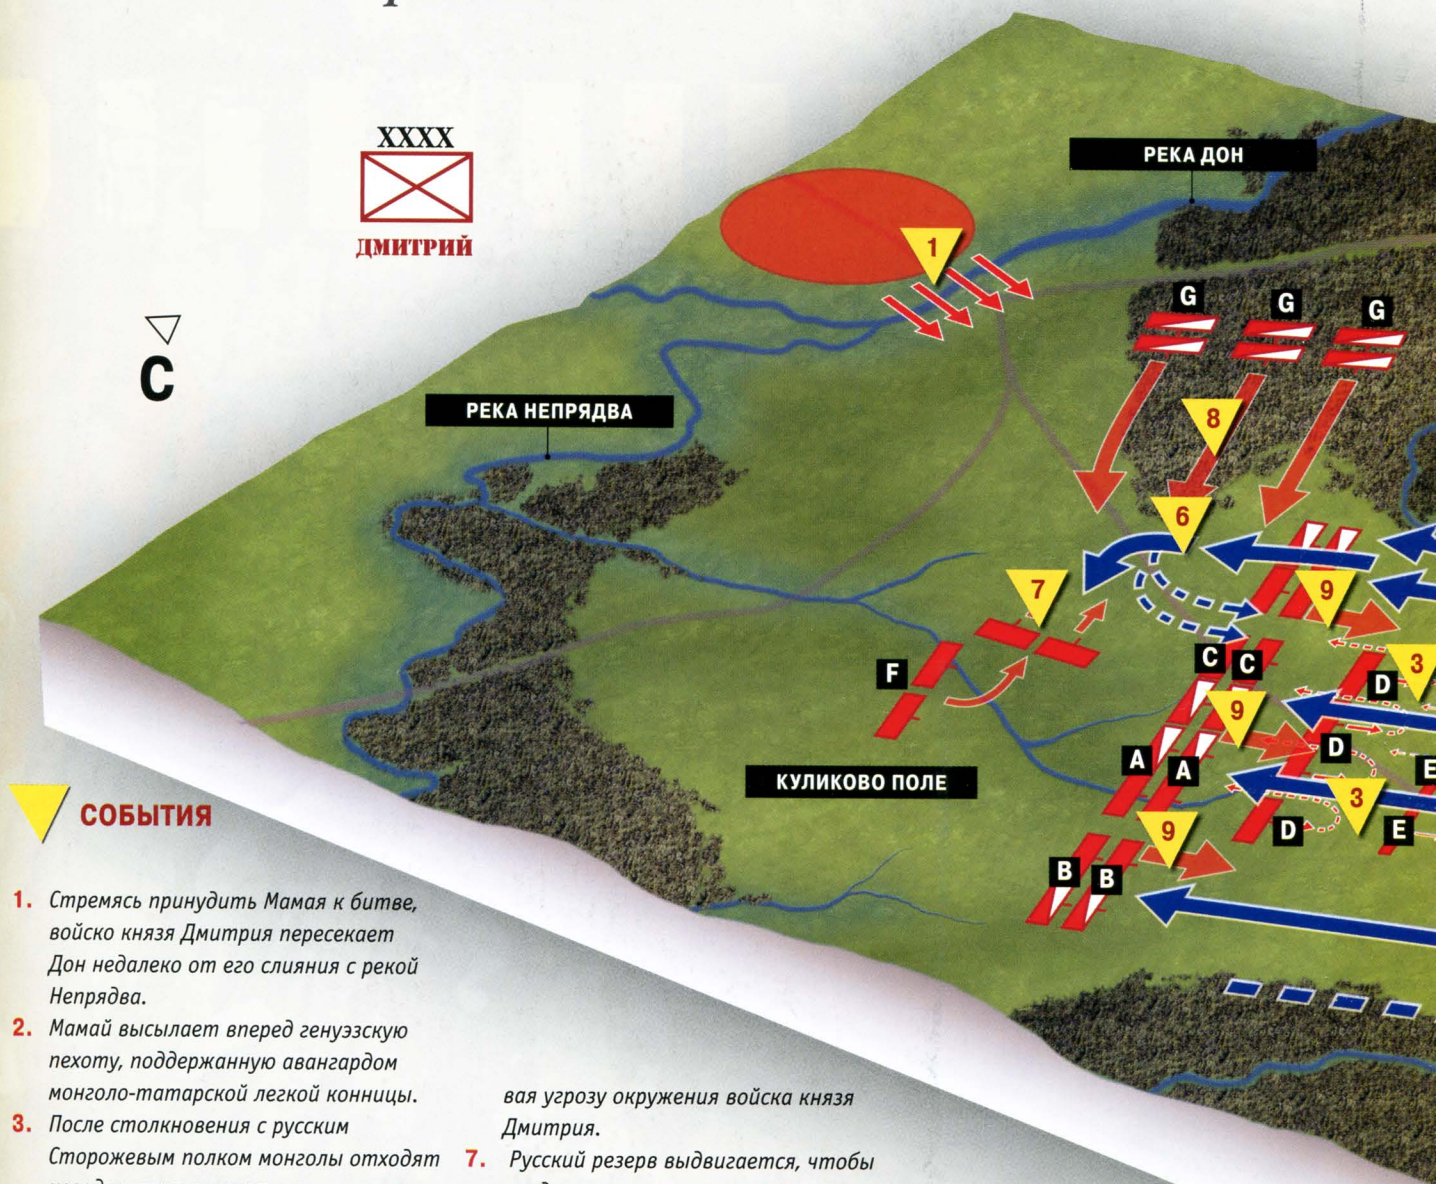 XXXX
ДМИТРИЙ
С
РЕКА ДОН
1
G
G
G
РЕКА НЕПРЯДВА
8
6
7
9
F
C
C
3
D
9
A
A
D
E
КУЛИКОВО ПОЛЕ
3
9
D
E
B
B
СОБЫТИЯ
1. Стремясь принудить Мамая к битве,
войско князя Дмитрия пересекает
Дон недалеко от его слияния с рекой
Непрядва.
2. Мамай высылает вперед генуэзскую
пехоту, поддержанную авангардом
монголо-татарской легкой конницы.
3. После столкновения с русским
Сторожевым полком монголы отходят
вая угрозу окружения войска князя
Дмитрия.
7. Русский резерв выдвигается, чтобы